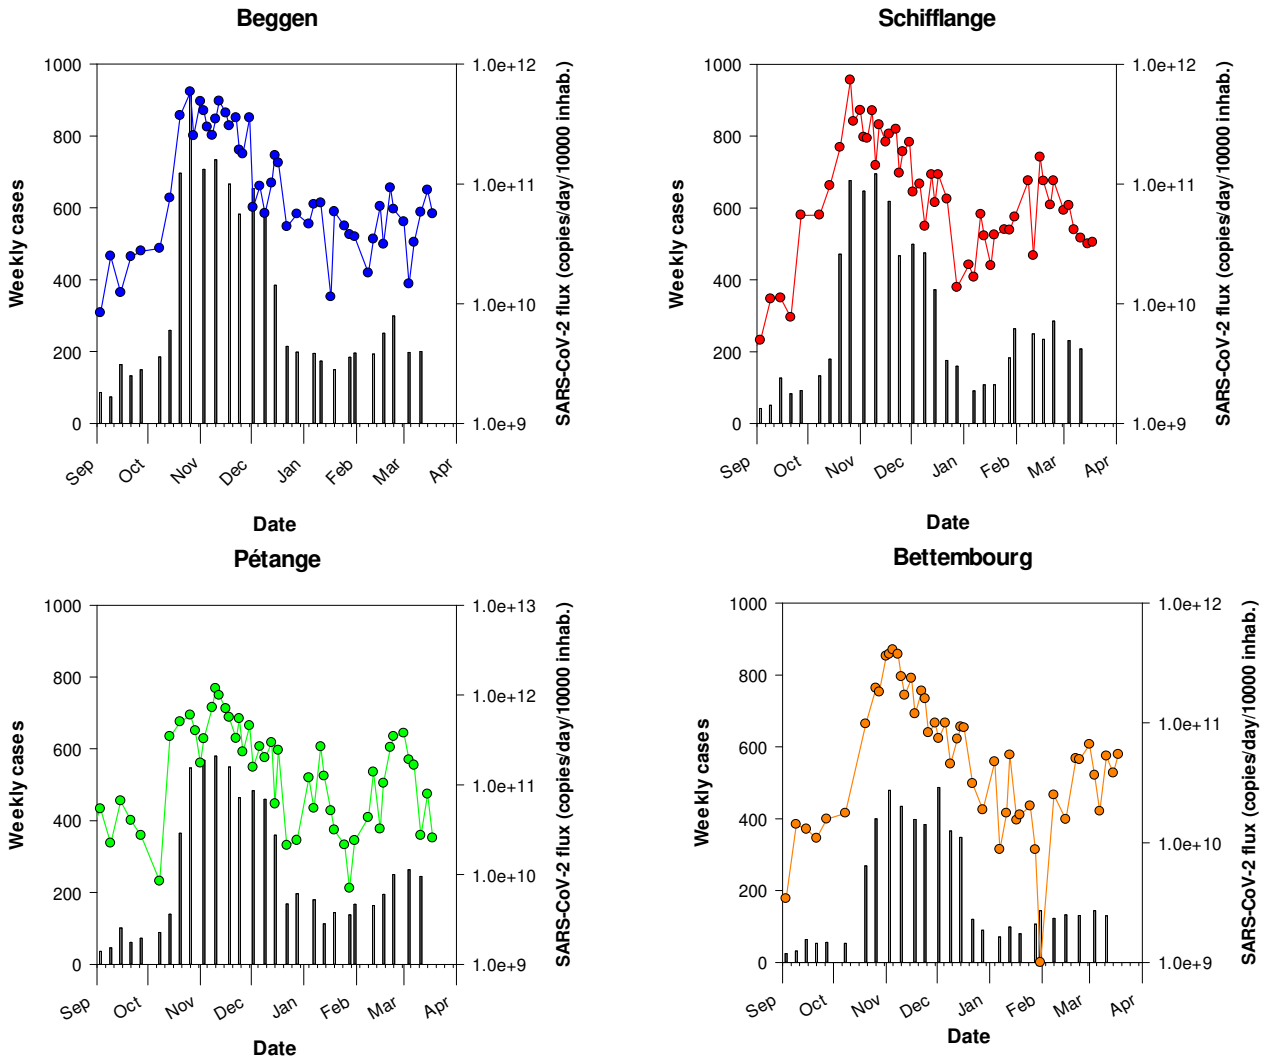 Beggen
1000
800
600
400
200
0
Weekly cases
1.0e+12
1.0e+11
1.0e+10
1.0e+9
SARS-CoV-2 flux (copies/day/10000 inhab.)
Sep Oct Nov Dec Jan Feb Mar Apr
Date
Schifflange
1000
800
600
400
200
0
Weekly cases
1.0e+12
1.0e+11
1.0e+10
1.0e+9
SARS-CoV-2 flux (copies/day/10000 inhab.)
Sep Oct Nov Dec Jan Feb Mar Apr
Date
Pétange
1000
800
600
400
200
0
Weekly cases
1.0e+13
1.0e+12
1.0e+11
1.0e+10
1.0e+9
SARS-CoV-2 flux (copies/day/10000 inhab.)
Sep Oct Nov Dec Jan Feb Mar Apr
Date
Bettembourg
1000
800
600
400
200
0
Weekly cases
1.0e+12
1.0e+11
1.0e+10
1.0e+9
SARS-CoV-2 flux (copies/day/10000 inhab.)
Sep Oct Nov Dec Jan Feb Mar Apr
Date